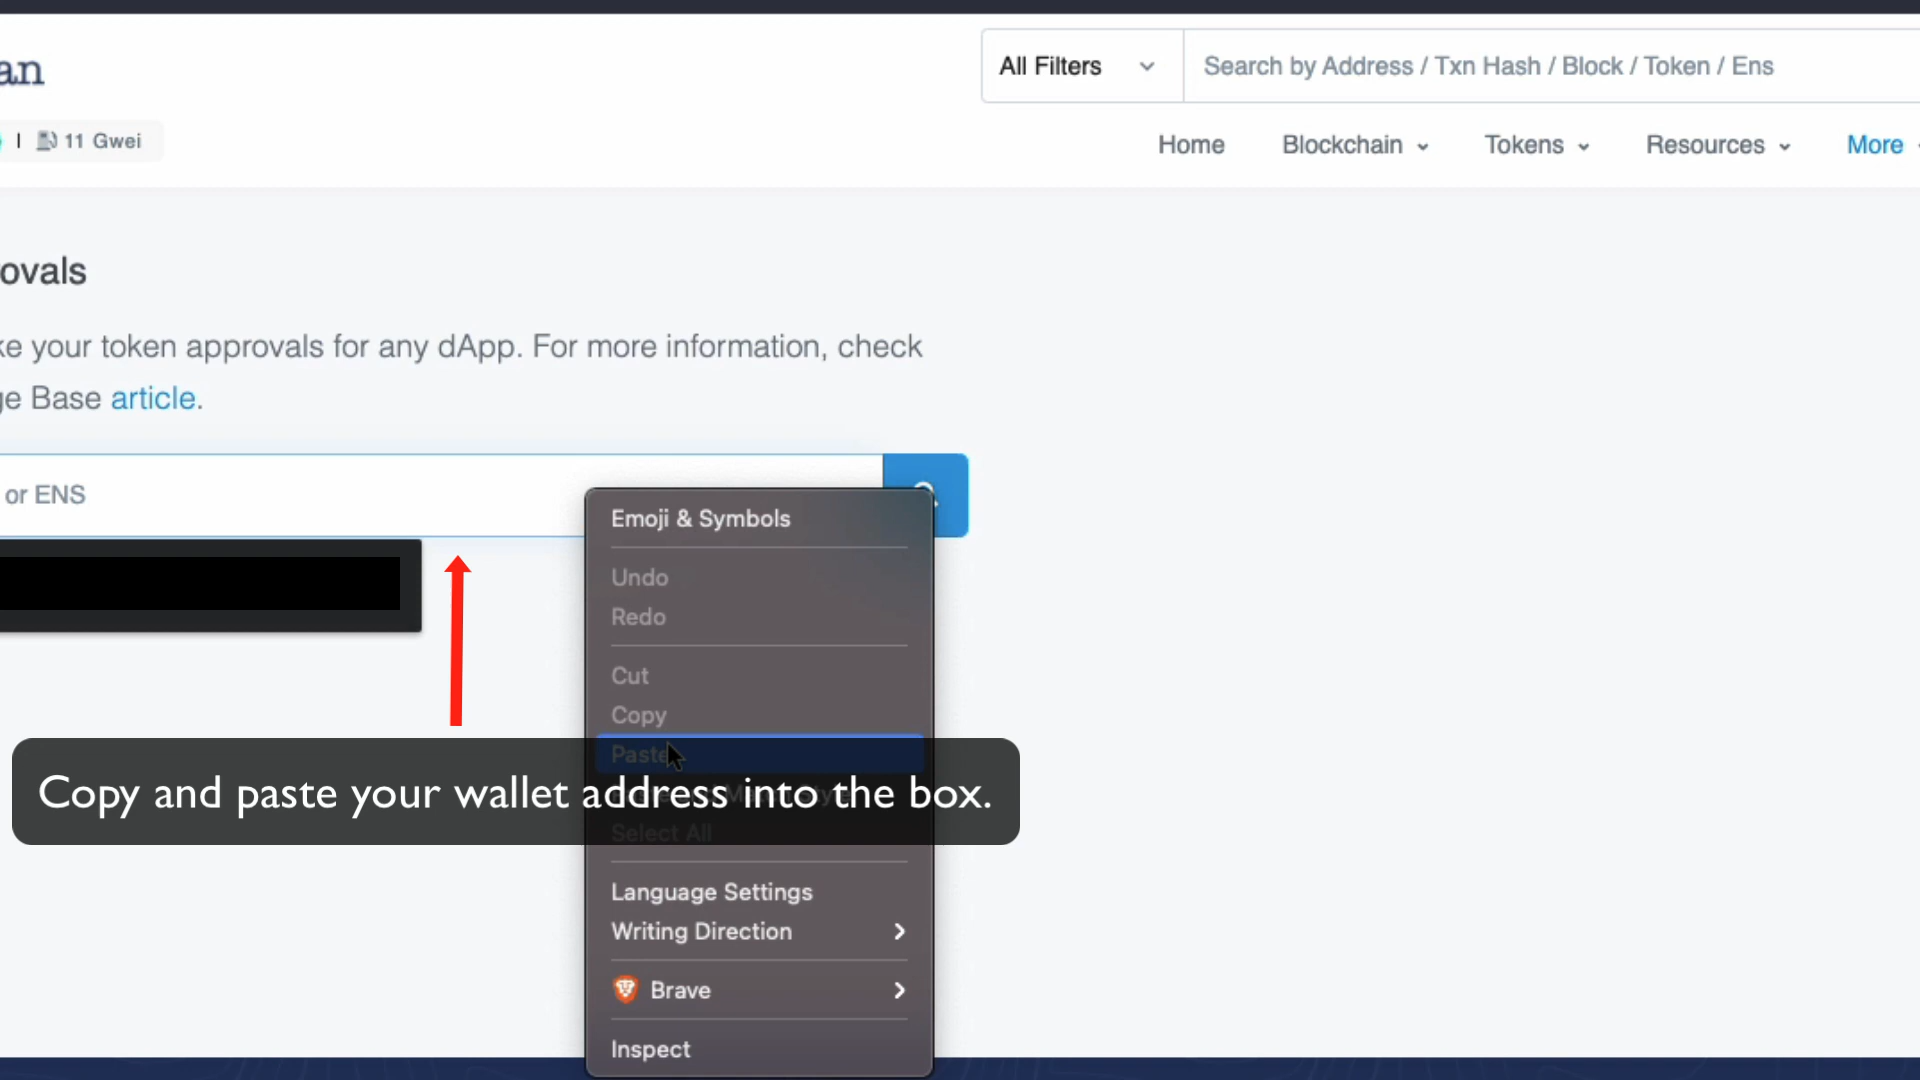 an
All Filters
Search by Address / Txn Hash / Block / Token / Ens
11 Gwei
Home
Blockchain
Tokens
Resources
More
ovals
ke your token approvals for any dApp. For more information, check
ge Base article.
or ENS
Emoji & Symbols
Undo
Redo
Cut
Copy
Paste
Copy and paste your wallet address into the box.
Select All
Language Settings
Writing Direction
Brave
Inspect